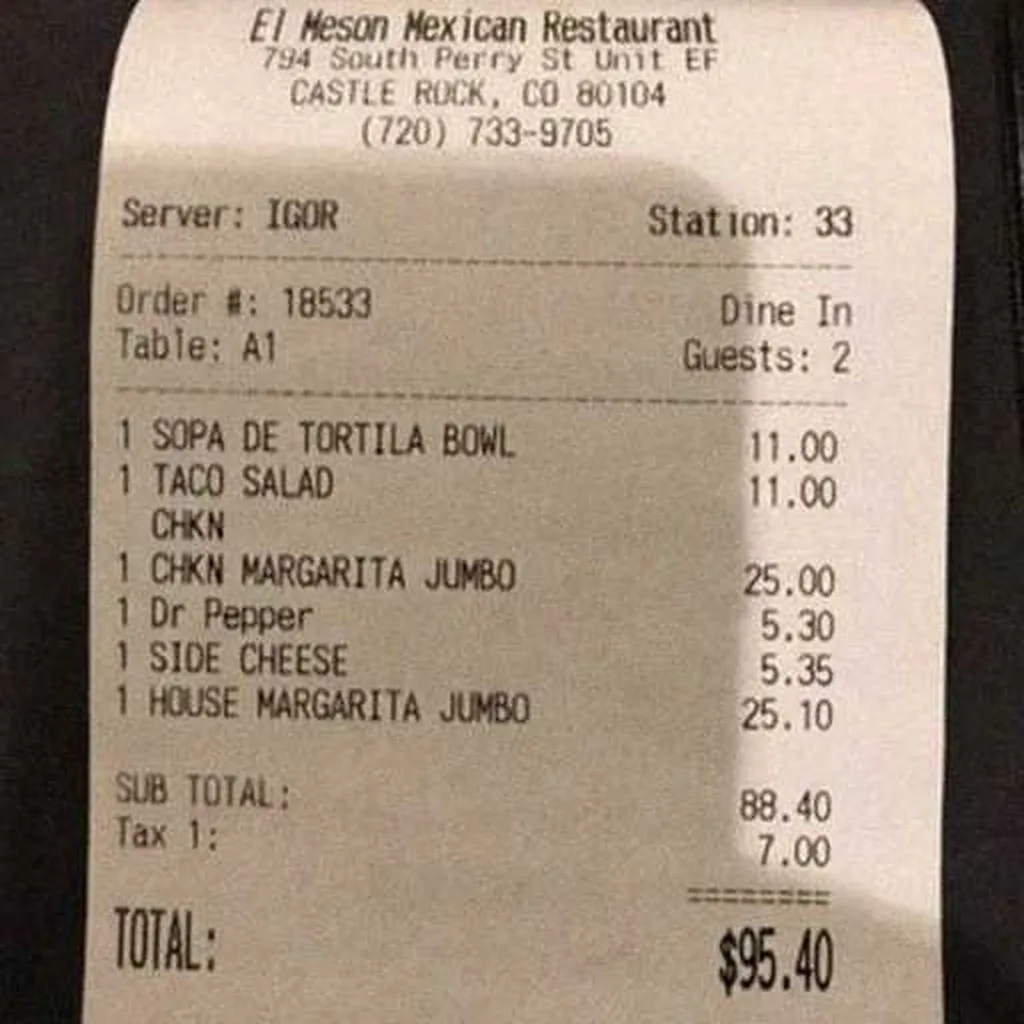 El Meson Mexican Restaurant
794 South Perry St Unit EF
CASTLE ROCK, CO 80104
(720) 733-9705
Server: IGOR Station: 33
Order #: 18533 Dine In
Table: A1 Guests: 2
1 SOPA DE TORTILA BOWL 11.00
1 TACO SALAD 11.00
CHKN
1 CHKN MARGARITA JUMBO 25.00
1 Dr Pepper 5.30
1 SIDE CHEESE 5.35
1 HOUSE MARGARITA JUMBO 25.10
SUB TOTAL: 88.40
Tax 1: 7.00
TOTAL: $95.40